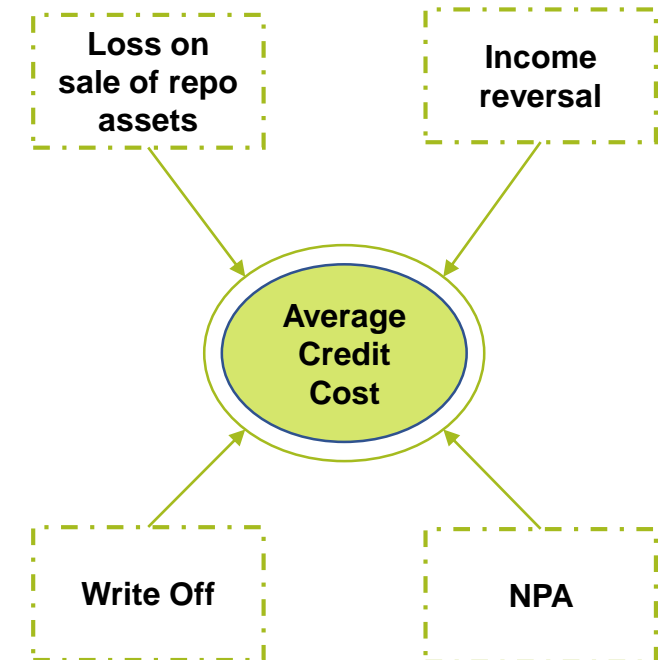 Loss on
sale of repo
assets
Income
reversal
Average
Credit
Cost
Write Off
NPA